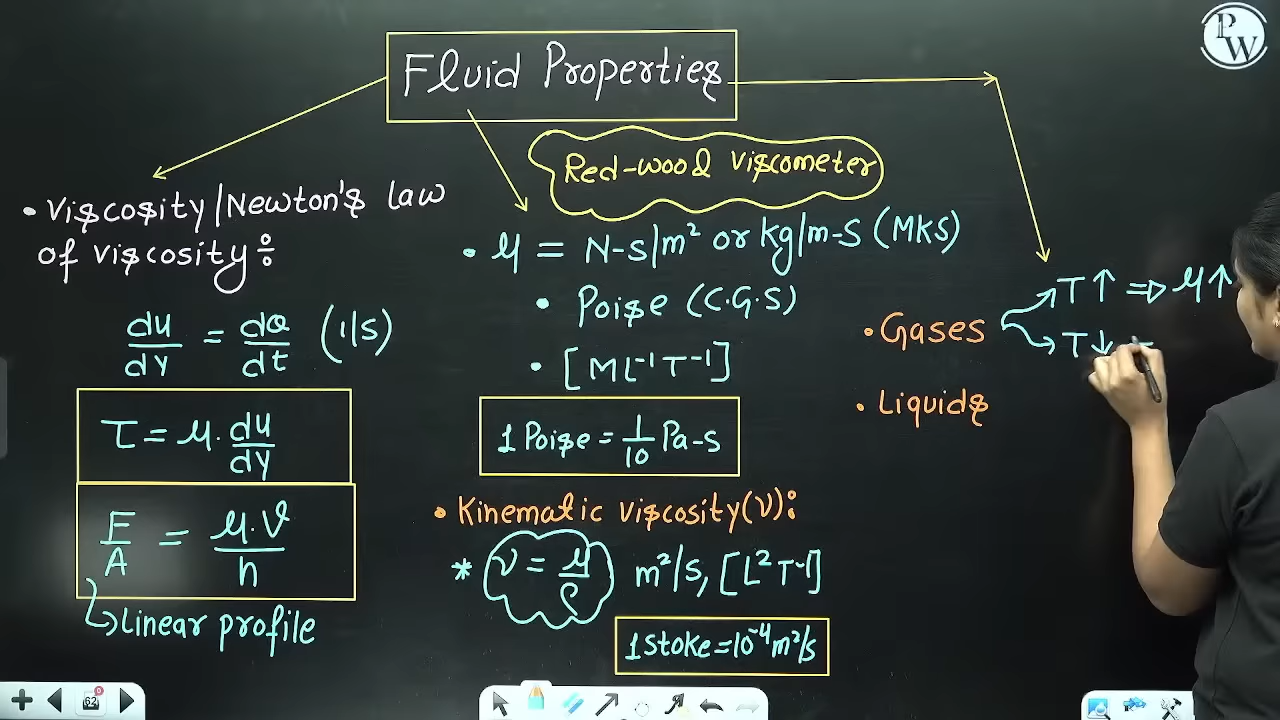 Fluid Properties
PW
Red-wood Viscometer
• Viscosity/Newton's law
of viscosity:
du/dy = dθ/dt (1/S)
τ = μ. du/dy
F/A = μ.V/h
Linear profile
• μ = N-S/m² or kg/m-S (MKS)
• Poise (C.G.S)
• [ML⁻¹T⁻¹]
1 Poise = 1/10 Pa-s
• Kinematic viscosity(ν):
* ν = μ/ρ m²/s, [L²T⁻¹]
1 Stoke = 10⁻⁴ m²/s
• Gases
T↑ ⇒ μ↑
T↓
• Liquids
62